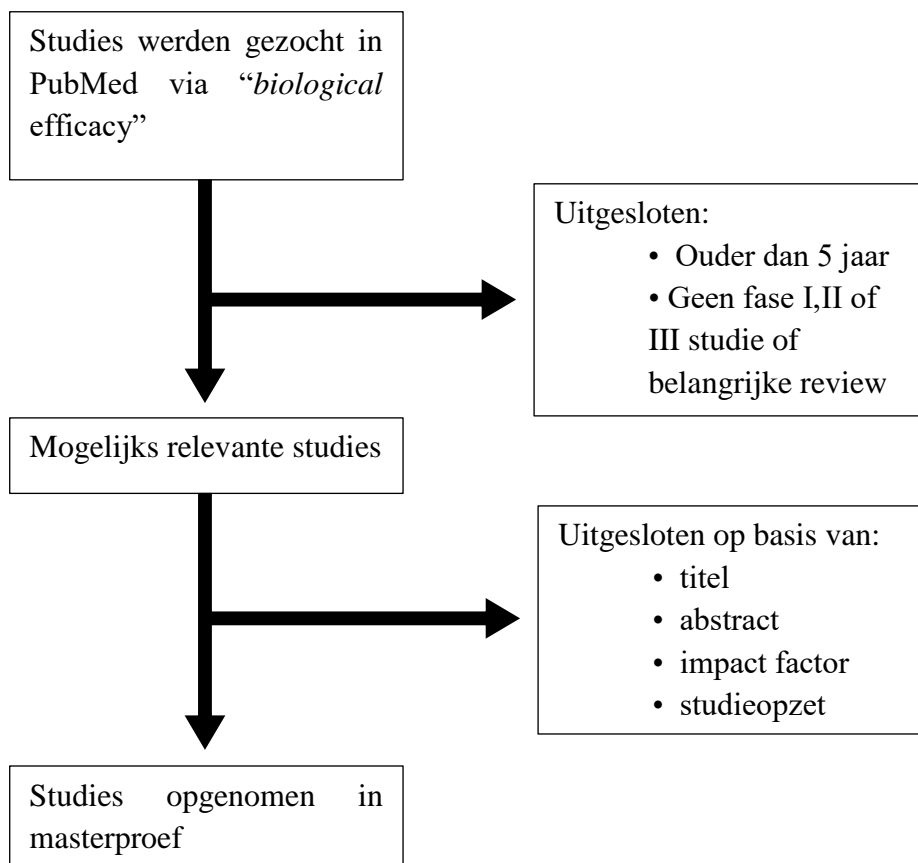 Studies werden gezocht in
PubMed via “biological
efficacy”
Uitgesloten:
• Ouder dan 5 jaar
• Geen fase I,II of
III studie of
belangrijke review
Mogelijks relevante studies
Uitgesloten op basis van:
• titel
• abstract
• impact factor
• studieopzet
Studies opgenomen in
masterproef